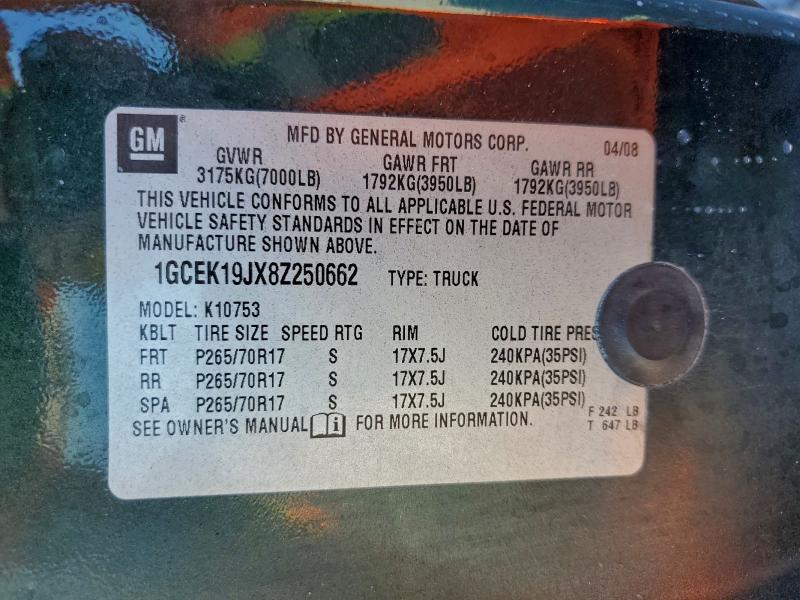 GM ®
MFD BY GENERAL MOTORS CORP. 04/08
GVWR GAWR FRT GAWR RR
3175KG(7000LB) 1792KG(3950LB) 1792KG(3950LB)
THIS VEHICLE CONFORMS TO ALL APPLICABLE U.S. FEDERAL MOTOR
VEHICLE SAFETY STANDARDS IN EFFECT ON THE DATE OF
MANUFACTURE SHOWN ABOVE.
1GCEK19JX8Z250662 TYPE: TRUCK
MODEL: K10753
KBLT TIRE SIZE SPEED RTG RIM COLD TIRE PRES
FRT P265/70R17 S 17X7.5J 240KPA(35PSI)
RR P265/70R17 S 17X7.5J 240KPA(35PSI)
SPA P265/70R17 S 17X7.5J 240KPA(35PSI)
SEE OWNER'S MANUAL i FOR MORE INFORMATION.
F 242 LB
T 647 LB